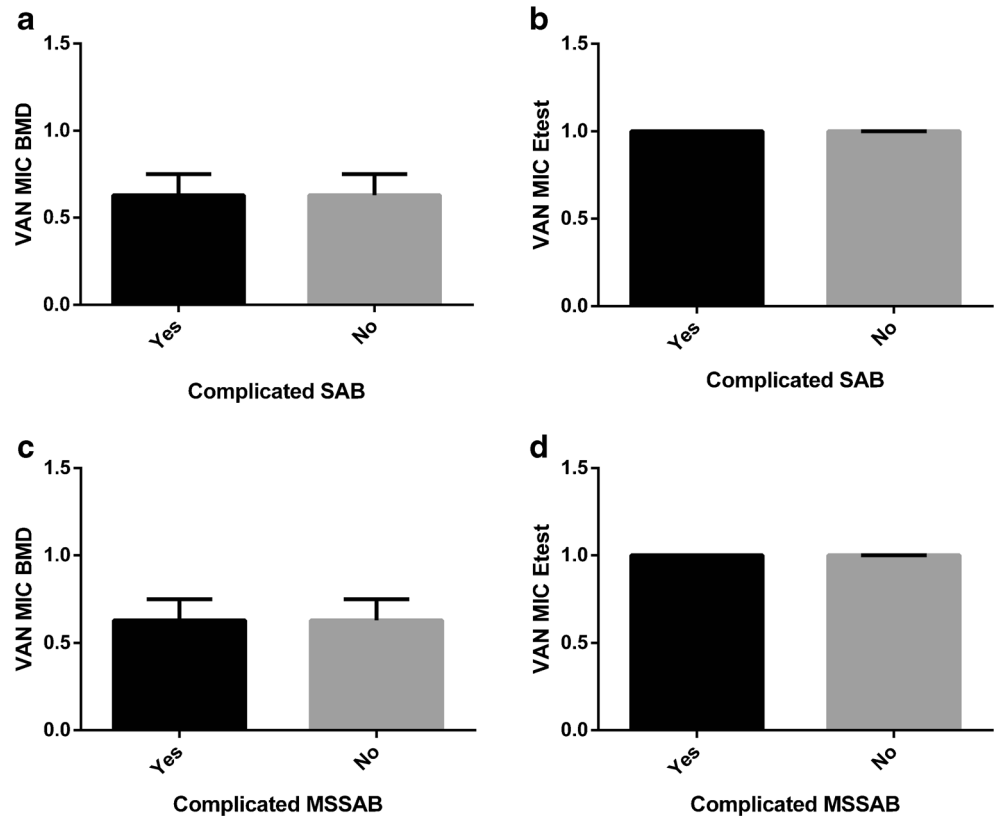 a
VAN MIC BMD
1.5
1.0
0.5
0.0
Yes
No
Complicated SAB
b
VAN MIC Etest
1.5
1.0
0.5
0.0
Yes
No
Complicated SAB
c
VAN MIC BMD
1.5
1.0
0.5
0.0
Yes
No
Complicated MSSAB
d
VAN MIC Etest
1.5
1.0
0.5
0.0
Yes
No
Complicated MSSAB